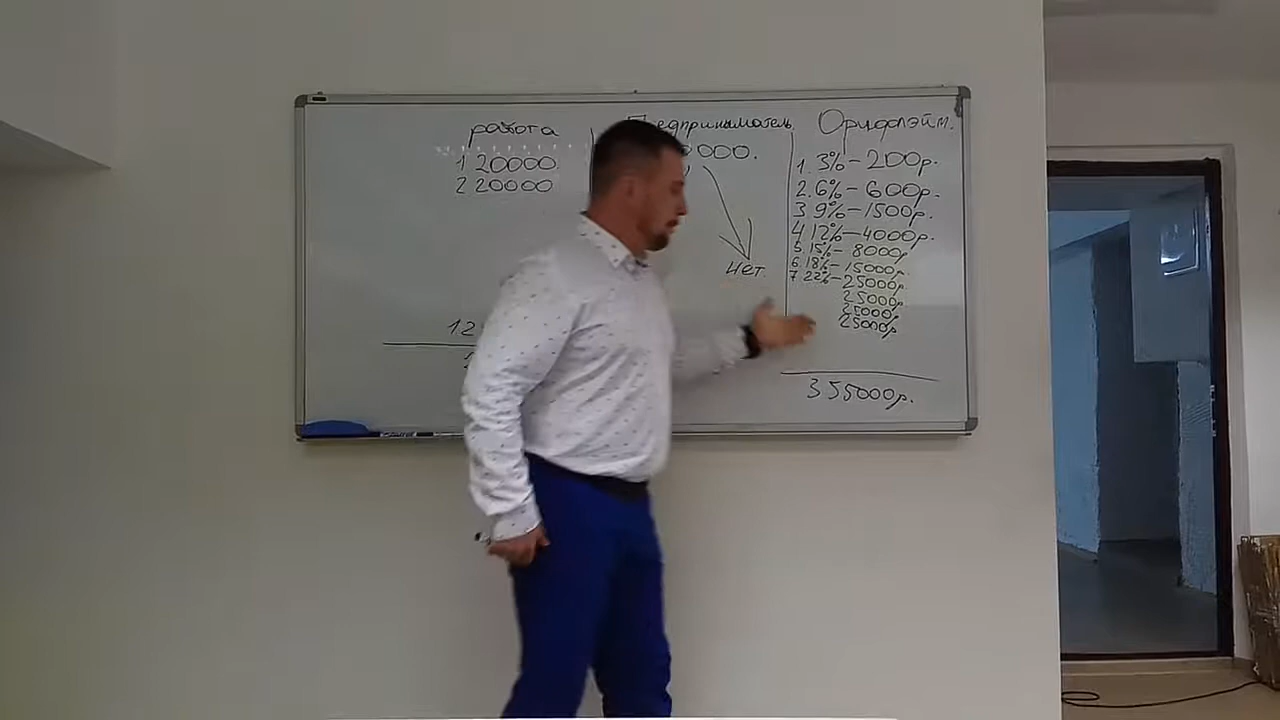 работа
1 20000
2 20000
12
Предприниматель
000.
нет.
Орифлэйм.
1. 3% – 200р.
2. 6% – 600р.
3 9% – 1500р.
4 12% – 4000р.
5. 15% – 8000р
6. 18% – 15000р.
7 22% – 25000р.
25000р
25000р
25000р
355000р.